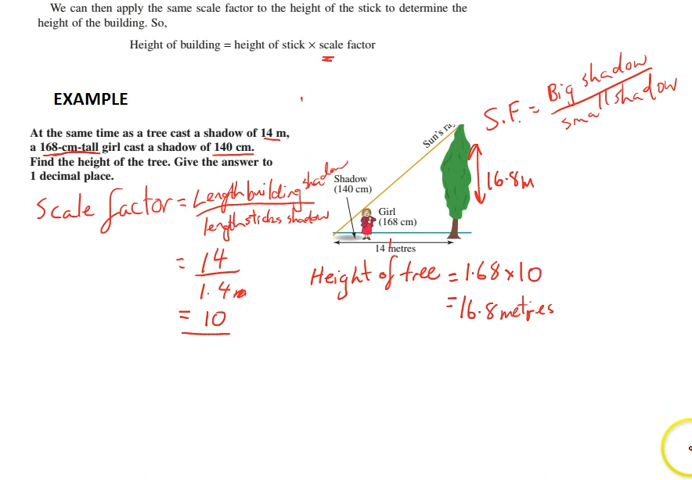 We can then apply the same scale factor to the height of the stick to determine the
height of the building. So,
Height of building = height of stick × scale factor
EXAMPLE
At the same time as a tree cast a shadow of 14 m,
a 168-cm-tall girl cast a shadow of 140 cm.
Find the height of the tree. Give the answer to
1 decimal place.
Scale factor = Length building shadow
length sticks shadow
= 14
1.4m
= 10
S.F. = Big shadow
small shadow
Sun's ra
16.8m
Shadow
(140 cm)
Girl
(168 cm)
14 metres
Height of tree = 1.68 x 10
= 16.8 metres